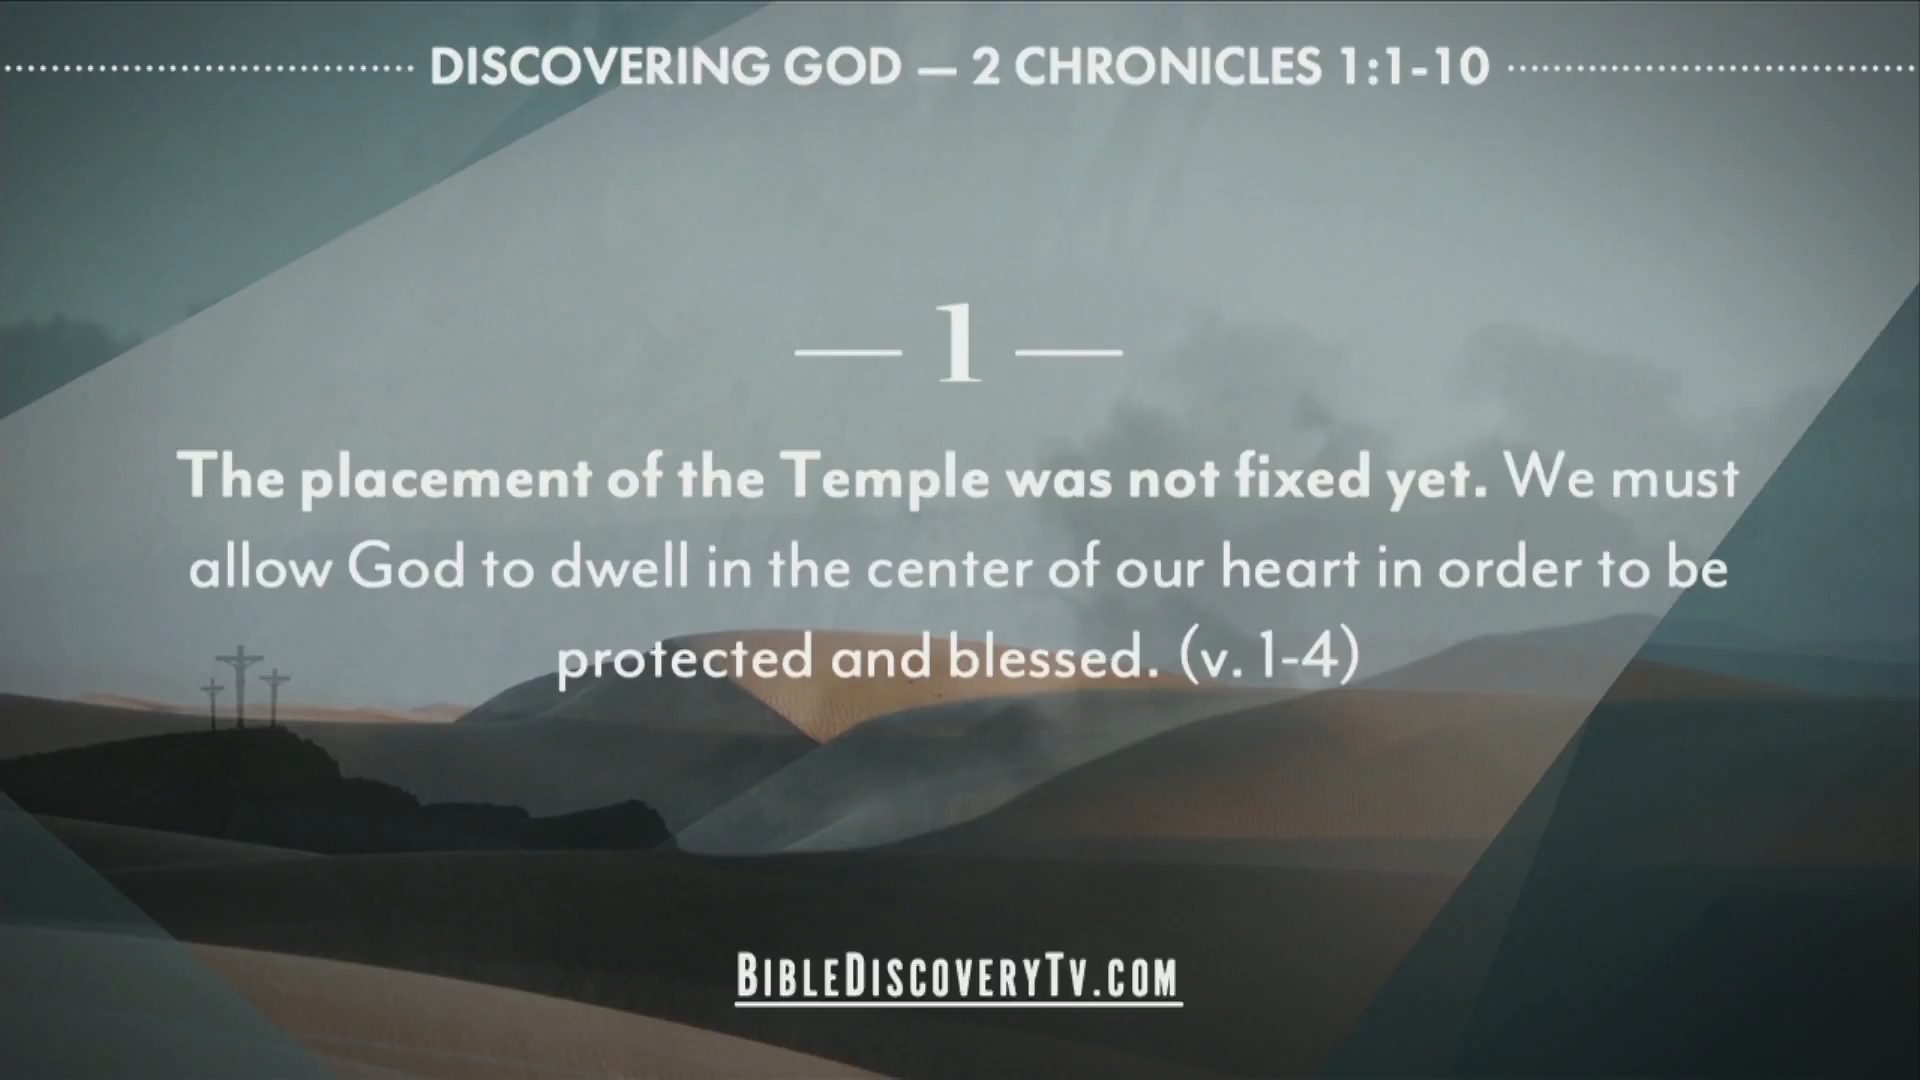 DISCOVERING GOD — 2 CHRONICLES 1:1-10
— 1 —
The placement of the Temple was not fixed yet. We must
allow God to dwell in the center of our heart in order to be
protected and blessed. (v. 1-4)
BIBLEDISCOVERYTV.COM